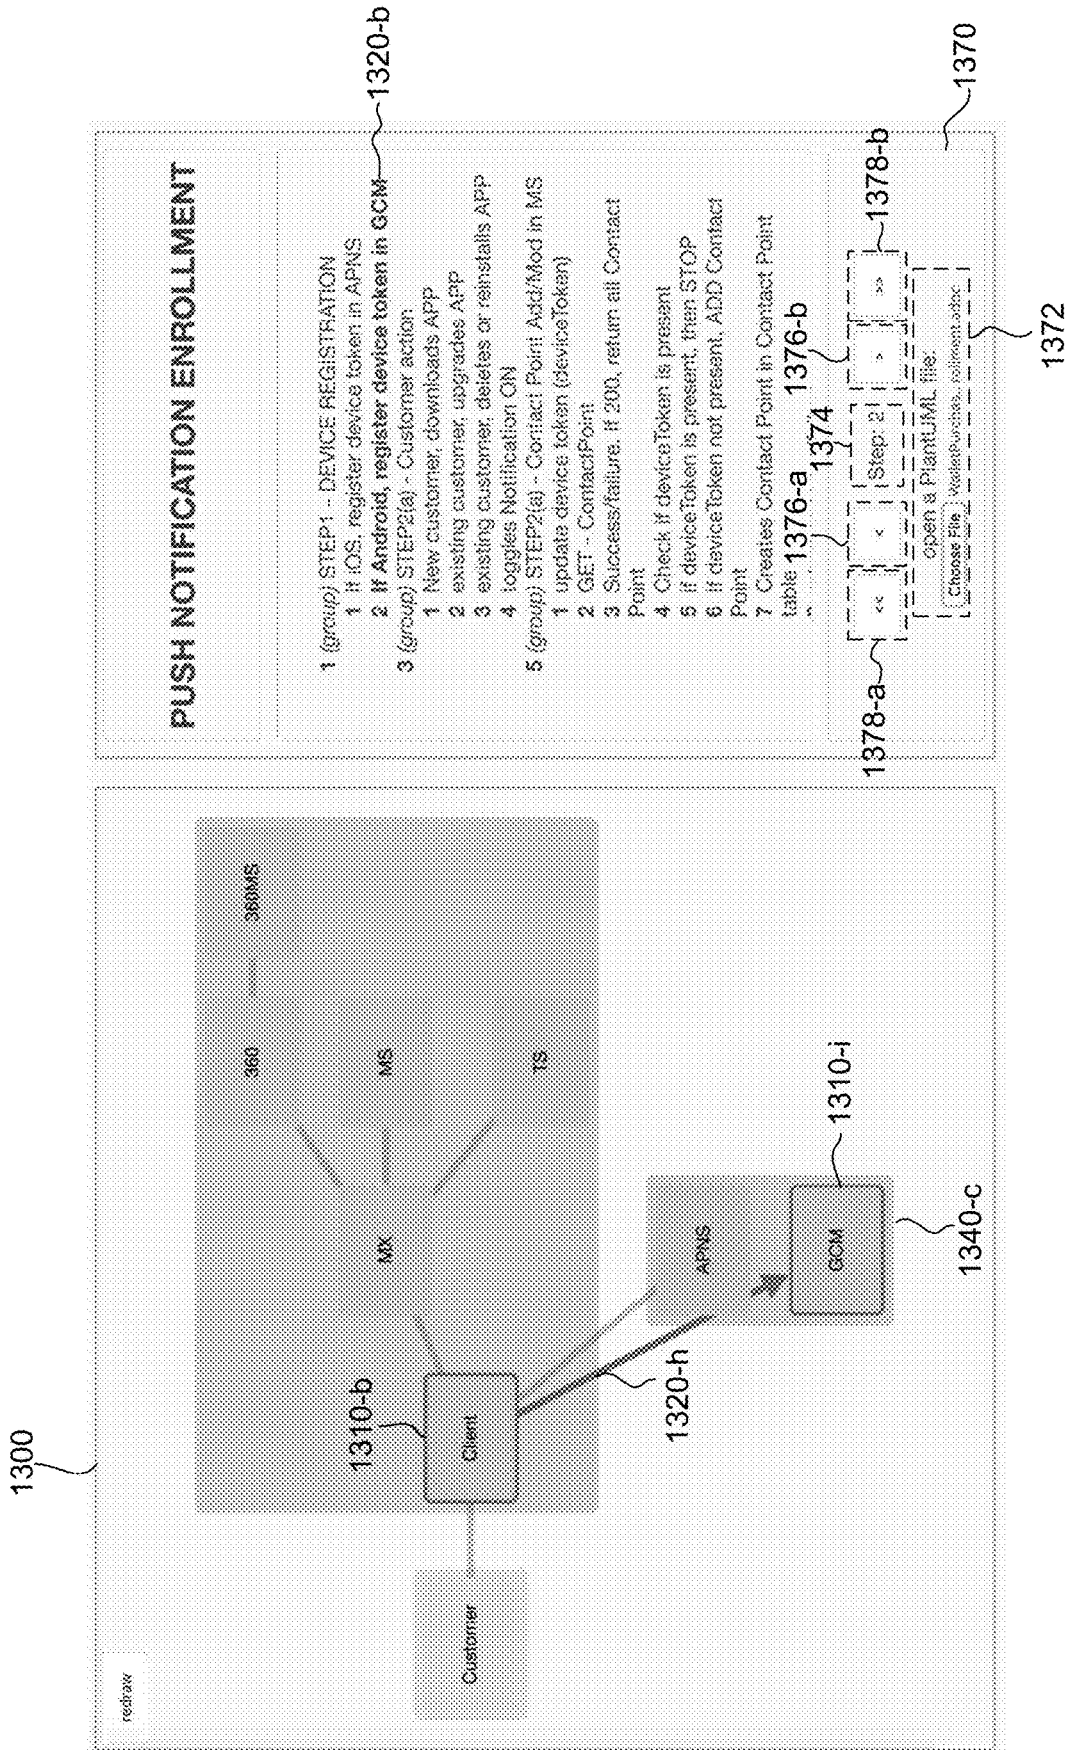 1300
redraw
Customer
Client
1310-b
MX
360
360MS
MS
TS
APNS
GCM
1310-i
1340-c
1320-h
PUSH NOTIFICATION ENROLLMENT
1 (group) STEP1 - DEVICE REGISTRATION
1 If iOS, register device token in APNS
2 If Android, register device token in GCM
1320-b
3 (group) STEP2(a) - Customer action
1 New customer, downloads APP
2 existing customer, upgrades APP
3 existing customer, deletes or reinstalls APP
4 toggles Notification ON
5 (group) STEP2(a) - Contact Point Add/Mod in MS
1 update device token (deviceToken)
2 GET - ContactPoint
3 Success/failure. If 200, return all Contact
Point
4 Check if deviceToken is present
5 If deviceToken is present, then STOP
6 If deviceToken not present, ADD Contact
Point
7 Creates Contact Point in Contact Point
table
1376-a
1374
1376-b
1378-b
<< < Step: 2 > >>
1378-a
open a PlantUML file:
Choose File
1370
1372